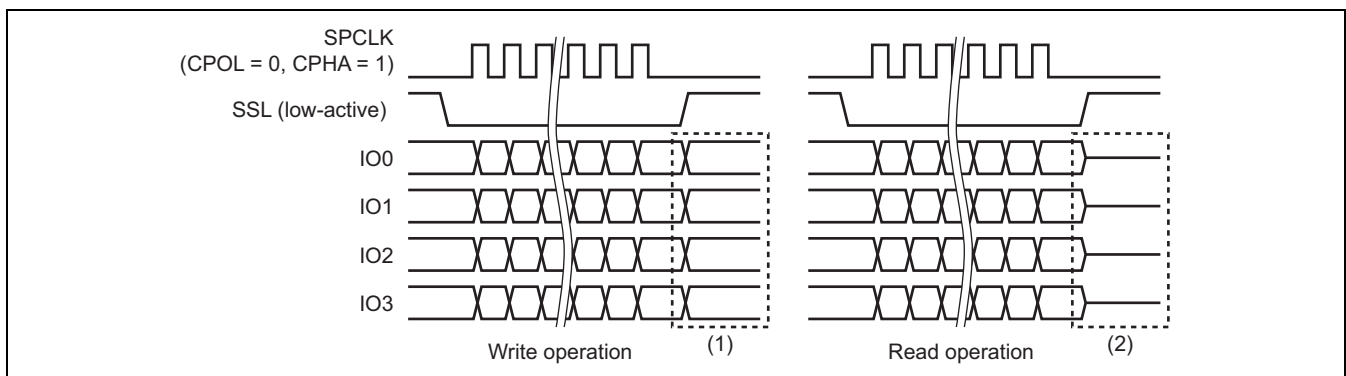 SPCLK
(CPOL = 0, CPHA = 1)
SSL (low-active)
IO0
IO1
IO2
IO3
Write operation
(1)
Read operation
(2)